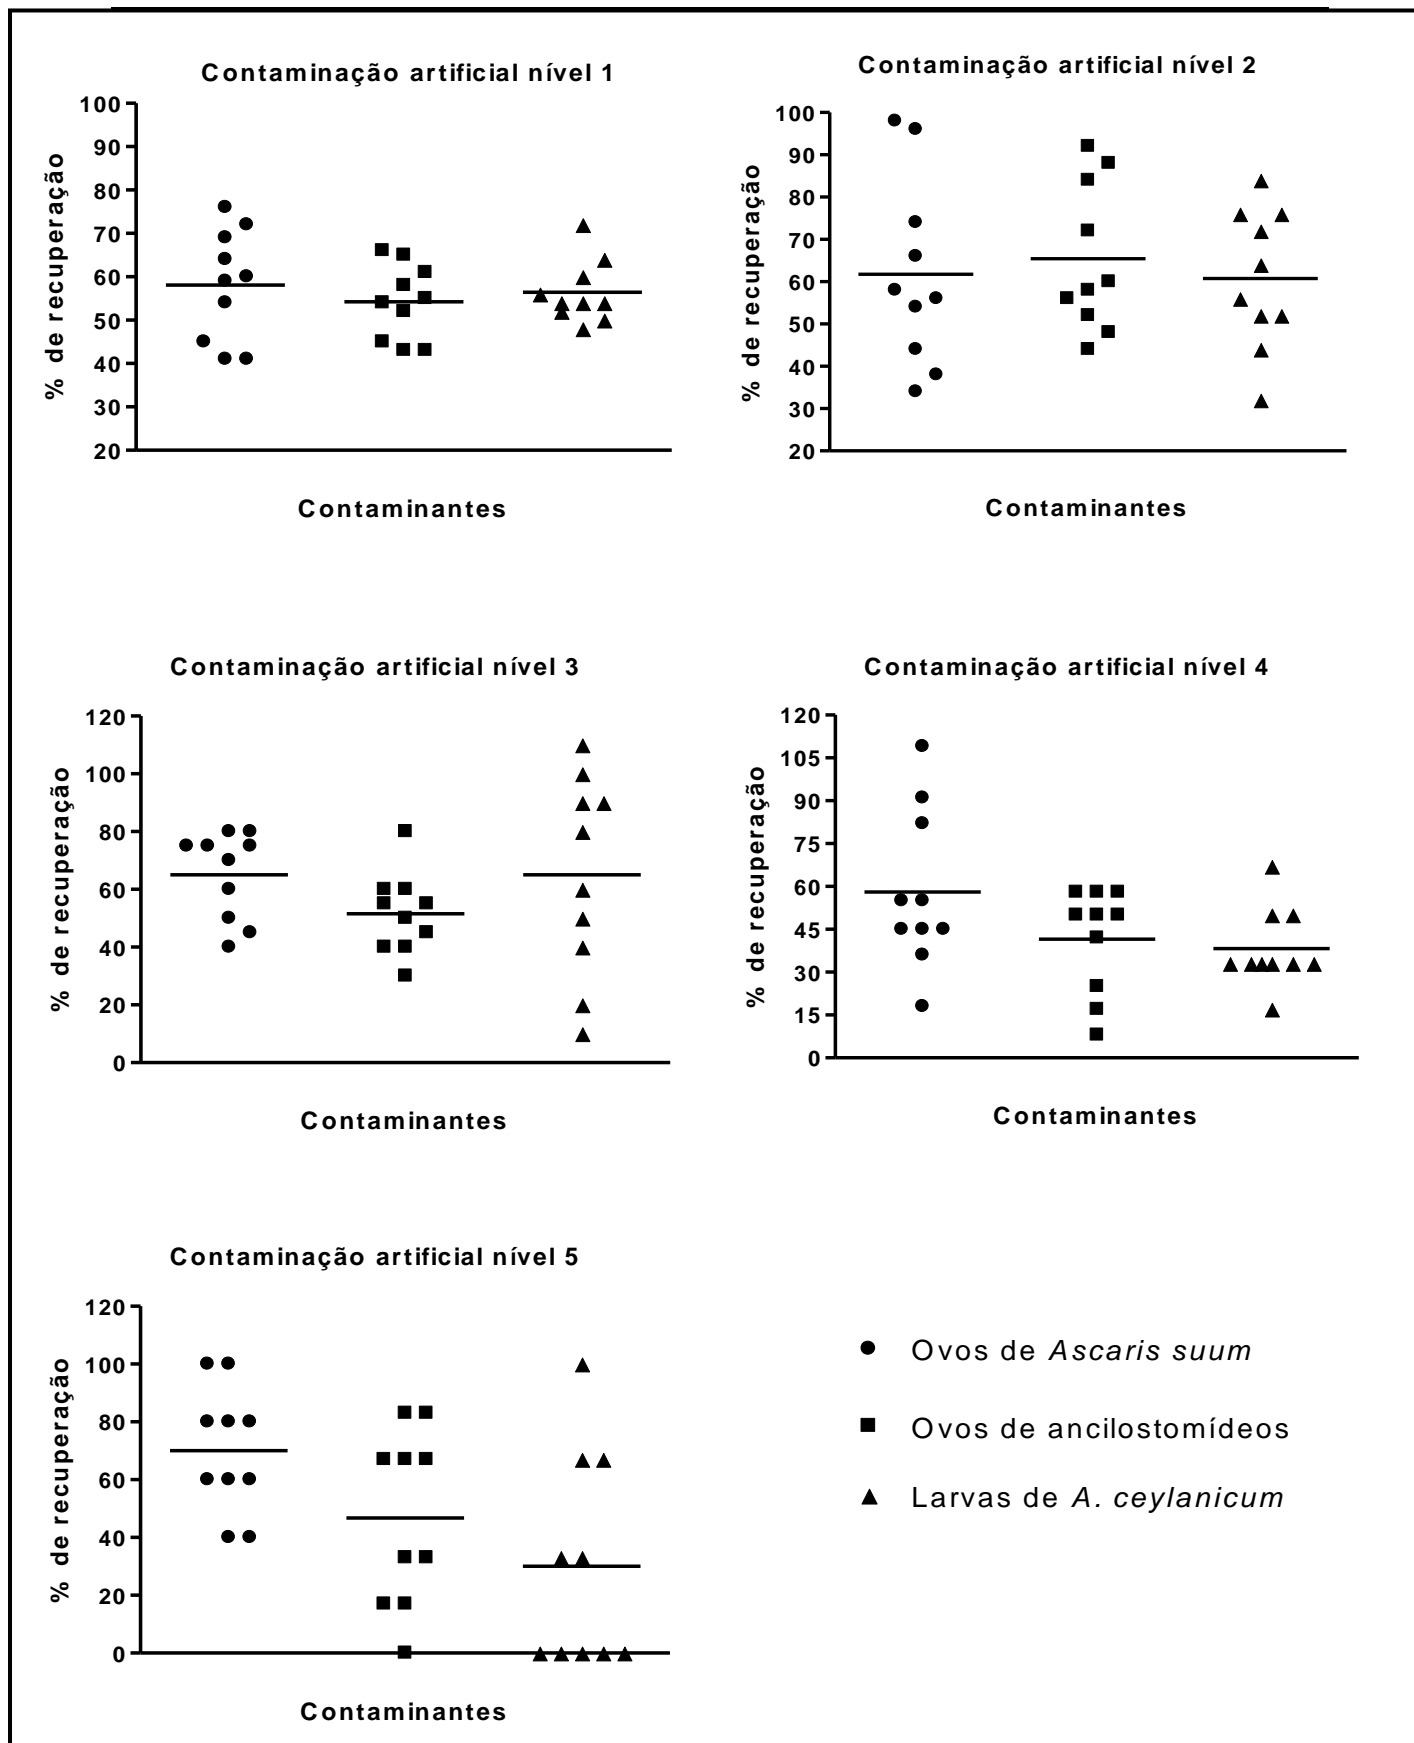 Contaminação artificial nível 1
% de recuperação
100
90
80
70
60
50
40
30
20
Contaminantes
Contaminação artificial nível 2
% de recuperação
100
90
80
70
60
50
40
30
20
Contaminantes
Contaminação artificial nível 3
% de recuperação
120
100
80
60
40
20
0
Contaminantes
Contaminação artificial nível 4
% de recuperação
120
105
90
75
60
45
30
15
0
Contaminantes
Contaminação artificial nível 5
% de recuperação
120
100
80
60
40
20
0
Contaminantes
Ovos de Ascaris suum
Ovos de ancilostomídeos
Larvas de A. ceylanicum